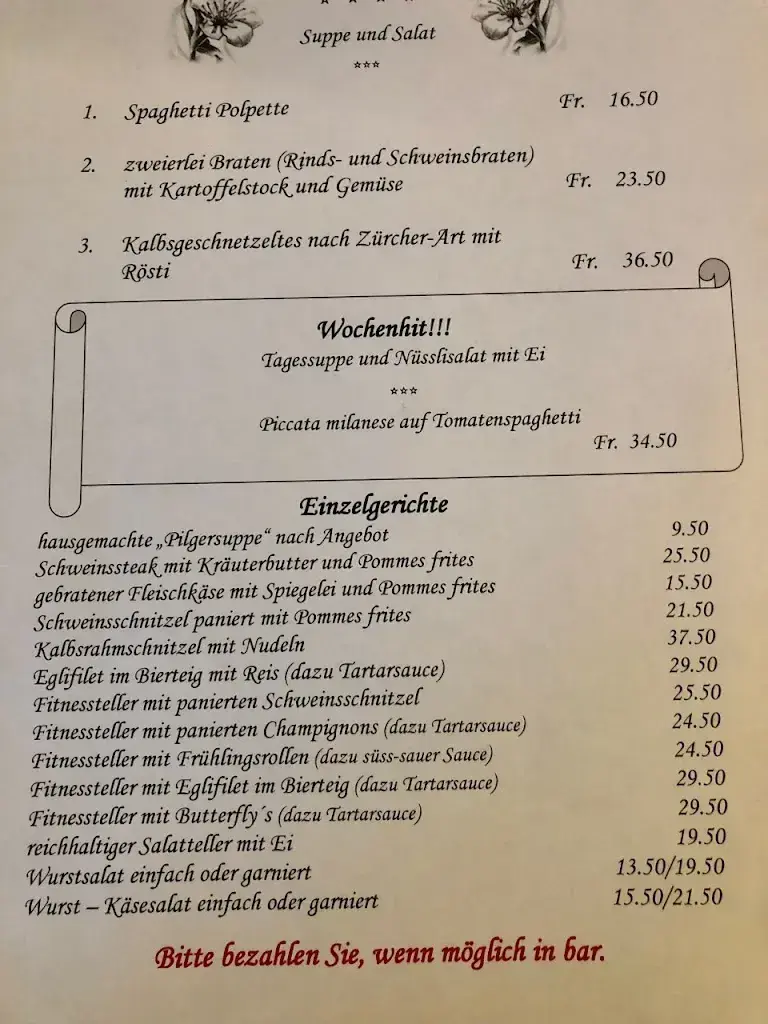 Suppe und Salat
***
1. Spaghetti Polpette Fr. 16.50
2. zweierlei Braten (Rinds- und Schweinsbraten)
mit Kartoffelstock und Gemüse Fr. 23.50
3. Kalbsgeschnetzeltes nach Zürcher-Art mit
Rösti Fr. 36.50
Wochenhit!!!
Tagessuppe und Nüsslisalat mit Ei
***
Piccata milanese auf Tomatenspaghetti
Fr. 34.50
Einzelgerichte
hausgemachte „Pilgersuppe“ nach Angebot 9.50
Schweinssteak mit Kräuterbutter und Pommes frites 25.50
gebratener Fleischkäse mit Spiegelei und Pommes frites 15.50
Schweinsschnitzel paniert mit Pommes frites 21.50
Kalbsrahmschnitzel mit Nudeln 37.50
Eglifilet im Bierteig mit Reis (dazu Tartarsauce) 29.50
Fitnessteller mit panierten Schweinsschnitzel 25.50
Fitnessteller mit panierten Champignons (dazu Tartarsauce) 24.50
Fitnessteller mit Frühlingsrollen (dazu süss-sauer Sauce) 24.50
Fitnessteller mit Eglifilet im Bierteig (dazu Tartarsauce) 29.50
Fitnessteller mit Butterfly´s (dazu Tartarsauce) 29.50
reichhaltiger Salatteller mit Ei 19.50
Wurstsalat einfach oder garniert 13.50/19.50
Wurst – Käsesalat einfach oder garniert 15.50/21.50
Bitte bezahlen Sie, wenn möglich in bar.